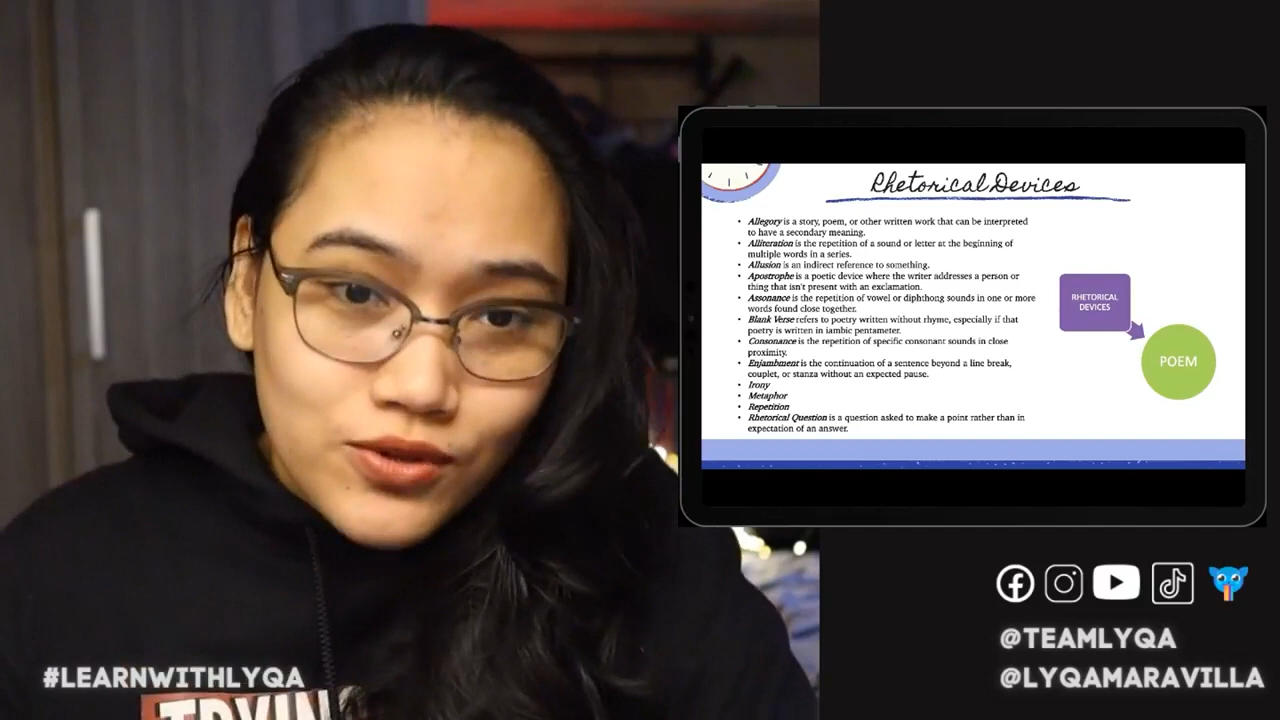 Rhetorical Devices
• Allegory is a story, poem, or other written work that can be interpreted
to have a secondary meaning.
• Alliteration is the repetition of a sound or letter at the beginning of
multiple words in a series.
• Allusion is an indirect reference to something.
• Apostrophe is a poetic device where the writer addresses a person or
thing that isn't present with an exclamation.
• Assonance is the repetition of vowel or diphthong sounds in one or more
words found close together.
• Blank Verse refers to poetry written without rhyme, especially if that
poetry is written in iambic pentameter.
• Consonance is the repetition of specific consonant sounds in close
proximity.
• Enjambment is the continuation of a sentence beyond a line break,
couplet, or stanza without an expected pause.
• Irony
• Metaphor
• Repetition
• Rhetorical Question is a question asked to make a point rather than in
expectation of an answer.
RHETORICAL
DEVICES
POEM
@TEAMLYQA
@LYQAMARAVILLA
#LEARNWITHLYQA